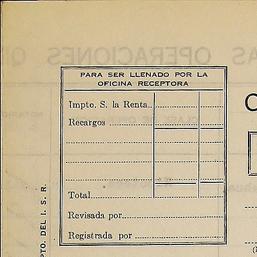 PARA SER LLENADO POR LA
OFICINA RECEPTORA
Impto. S. la Renta
Recargos
Total
Revisada por
Registrada por
PTO. DEL I. S. R.